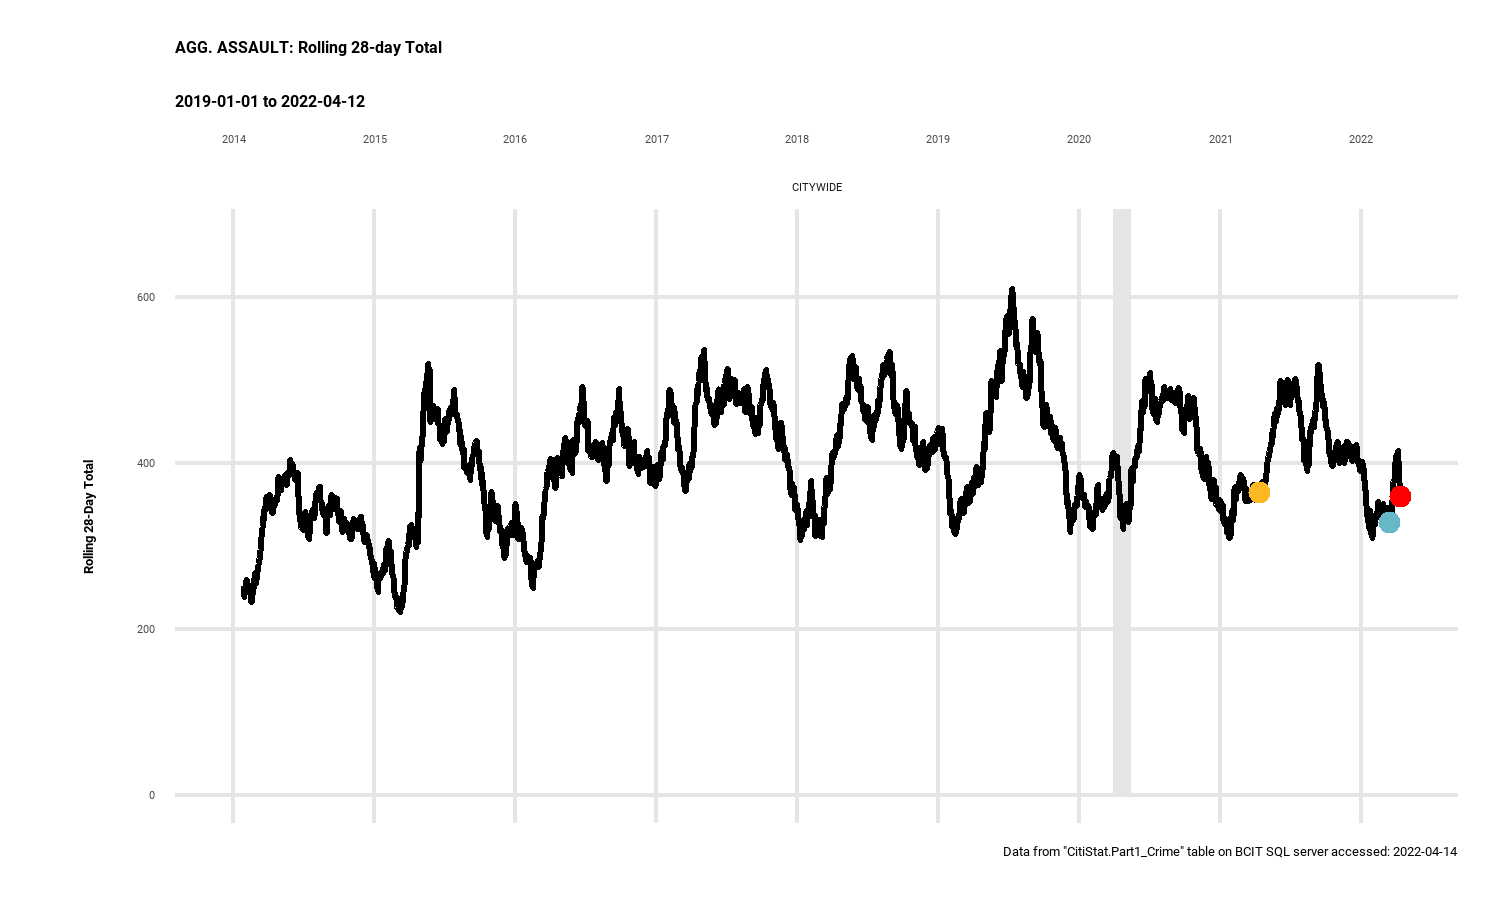 AGG. ASSAULT: Rolling 28-day Total
2019-01-01 to 2022-04-12
2014 2015 2016 2017 2018 2019 2020 2021 2022
CITYWIDE
600
400
200
0
Rolling 28-Day Total
Data from "CitiStat.Part1_Crime" table on BCIT SQL server accessed: 2022-04-14